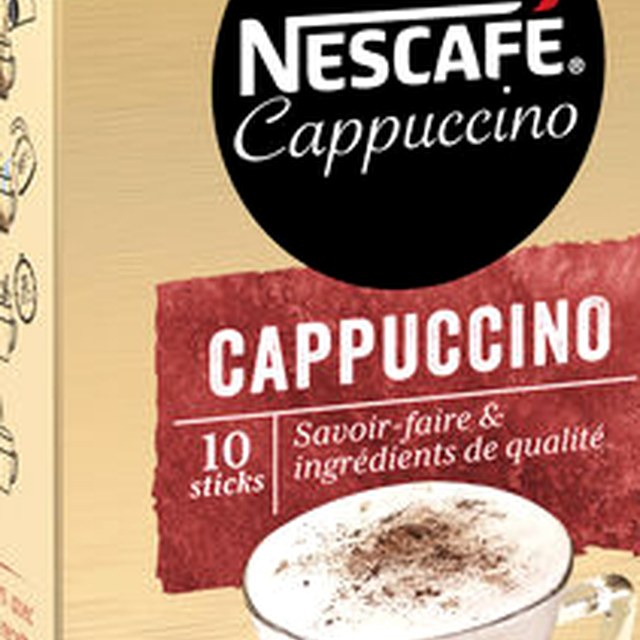 NESCAFÉ®
Cappuccino
CAPPUCCINO
10
sticks
Savoir-faire &
ingrédients de qualité